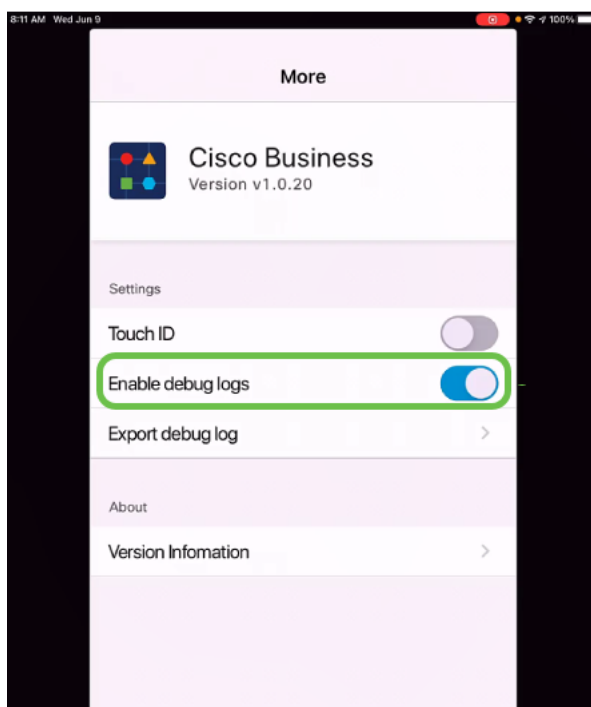 8:11 AM Wed Jun 9
100%
More
Cisco Business
Version v1.0.20
Settings
Touch ID
Enable debug logs
Export debug log
About
Version Infomation